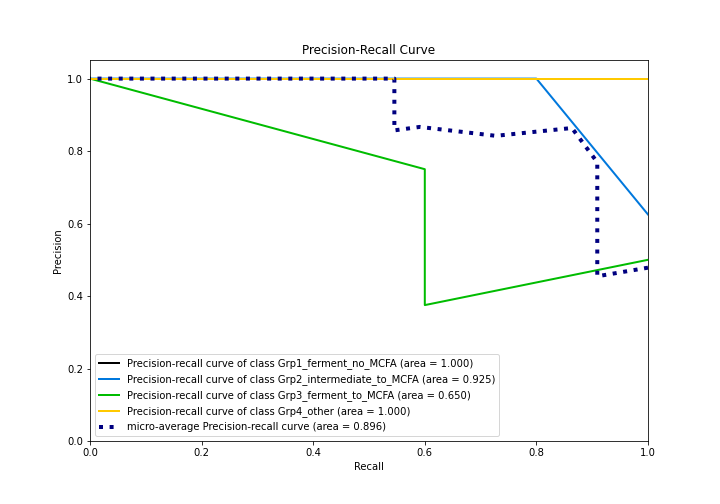 Precision-Recall Curve
1.0
0.8
0.6
0.4
0.2
0.0
Precision
Precision-recall curve of class Grp1_ferment_no_MCFA (area = 1.000)
Precision-recall curve of class Grp2_intermediate_to_MCFA (area = 0.925)
Precision-recall curve of class Grp3_ferment_to_MCFA (area = 0.650)
Precision-recall curve of class Grp4_other (area = 1.000)
micro-average Precision-recall curve (area = 0.896)
0.0 0.2 0.4 0.6 0.8 1.0
Recall